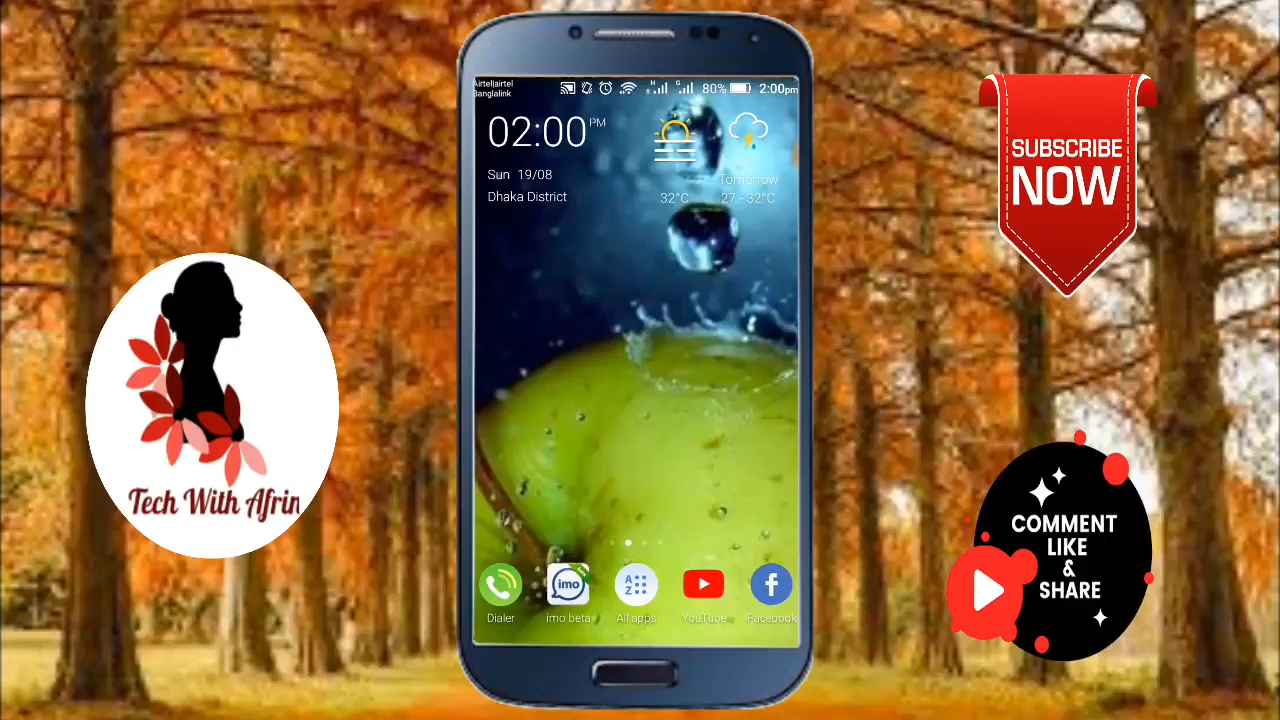 Airtel|airtel
Banglalink
80%
2:00pm
02:00 PM
Sun 19/08
Dhaka District
32°C
Tomorrow
27 - 32°C
Dialer
imo
imo beta
A
Z
All apps
YouTube
f
Facebook
Tech With Afrin
SUBSCRIBE
NOW
COMMENT
LIKE
&
SHARE